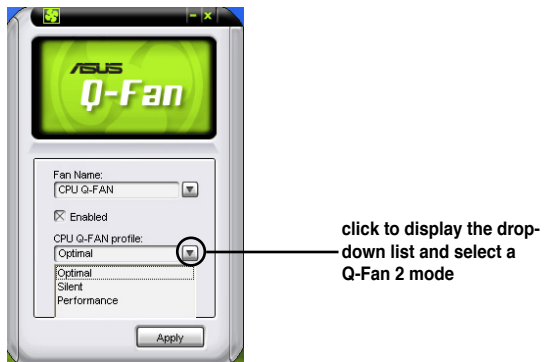 ASUS
Q-Fan
Fan Name:
CPU Q-FAN
Enabled
CPU Q-FAN profile:
Optimal
Optimal
Silent
Performance
Apply
click to display the drop-
down list and select a
Q-Fan 2 mode